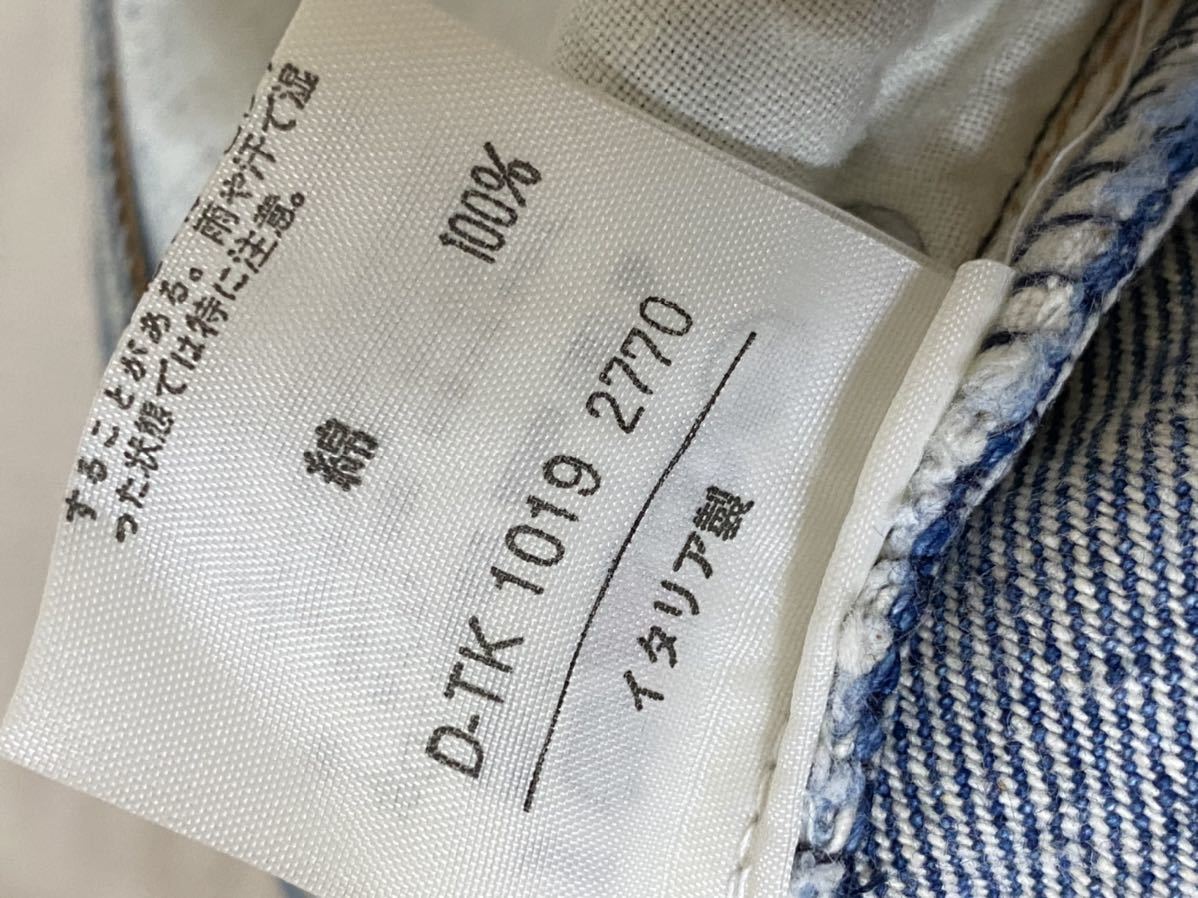 することがある。雨や汗で湿
った状態では特に注意。
綿 100%
D-TK 1019 2770
イタリア製